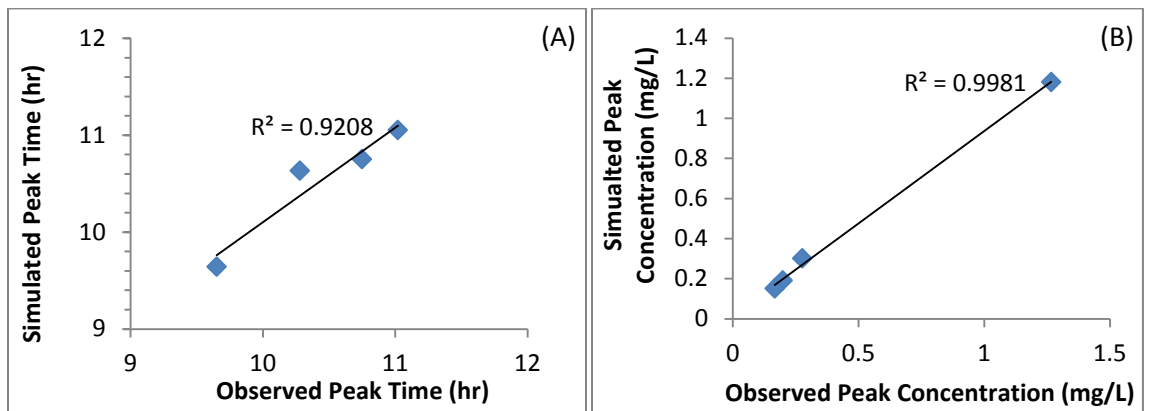 (A)
Simulated Peak Time (hr)
12
11
10
9
R² = 0.9208
9 10 11 12
Observed Peak Time (hr)
(B)
Simualted Peak
Concentration (mg/L)
1.4
1.2
1
0.8
0.6
0.4
0.2
0
R² = 0.9981
0 0.5 1 1.5
Observed Peak Concentration (mg/L)